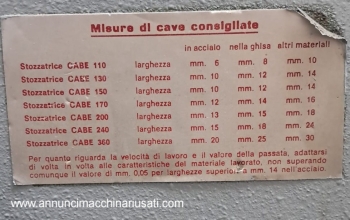 Misure di cave consigliate
in acciaio nella ghisa altri materiali
Stozzatrice CABE 110 larghezza mm. 6 mm. 8 mm. 10
Stozzatrice CABE 130 larghezza mm. 10 mm. 12 mm. 14
Stozzatrice CABE 150 larghezza mm. 10 mm. 12 mm. 14
Stozzatrice CABE 170 larghezza mm. 12 mm. 14 mm. 16
Stozzatrice CABE 200 larghezza mm. 13 mm. 15 mm. 18
Stozzatrice CABE 240 larghezza mm. 15 mm. 18 mm. 24
Stozzatrice CABE 360 larghezza mm. 20 mm. 25 mm. 30
Per quanto riguarda la velocità di lavoro e il valore della passata, adattarsi
di volta in volta alle caratteristiche del materiale lavorato, non superando
comunque il valore di mm. 0,05 per larghezze superiori a mm. 14 nell'acciaio
www.annuncimacchinariusati.com